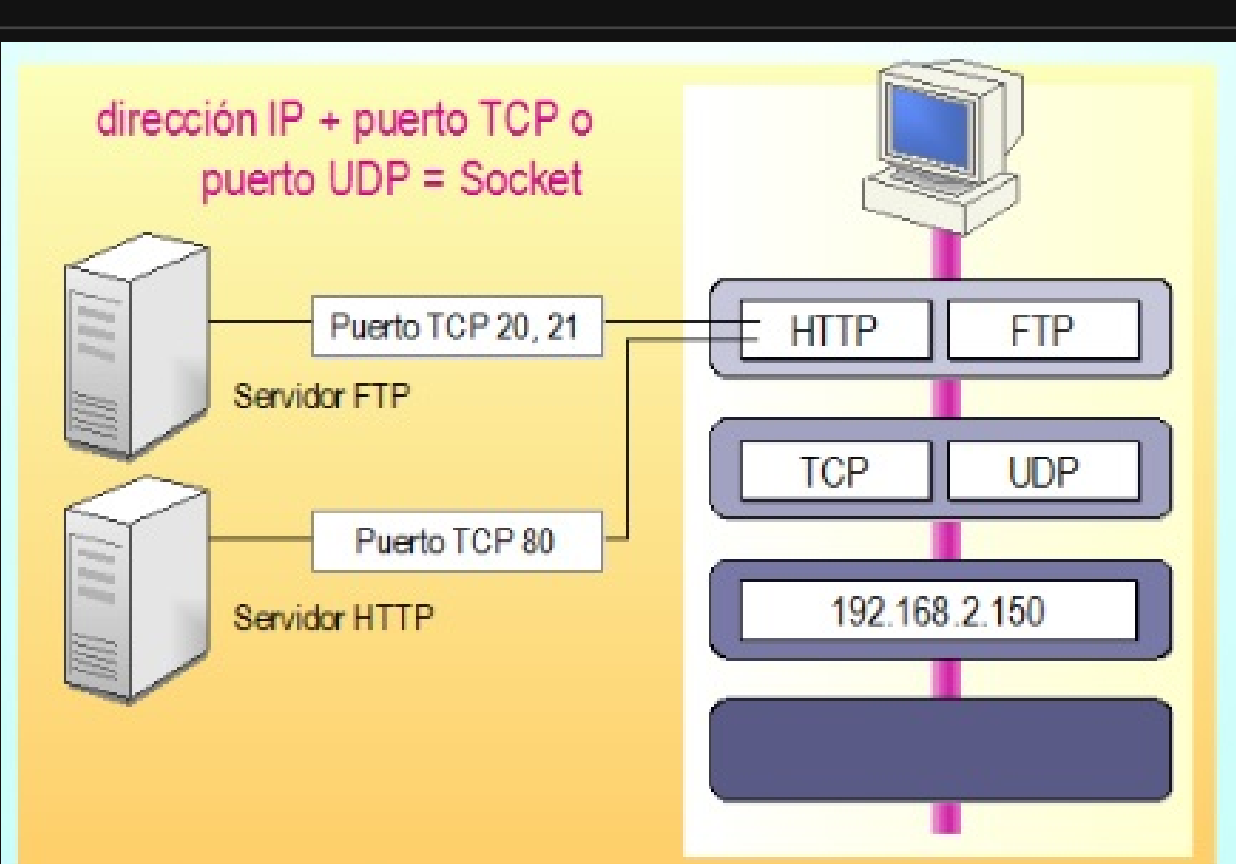 dirección IP + puerto TCP o
puerto UDP = Socket
Puerto TCP 20, 21
Servidor FTP
Puerto TCP 80
Servidor HTTP
HTTP
FTP
TCP
UDP
192.168.2.150